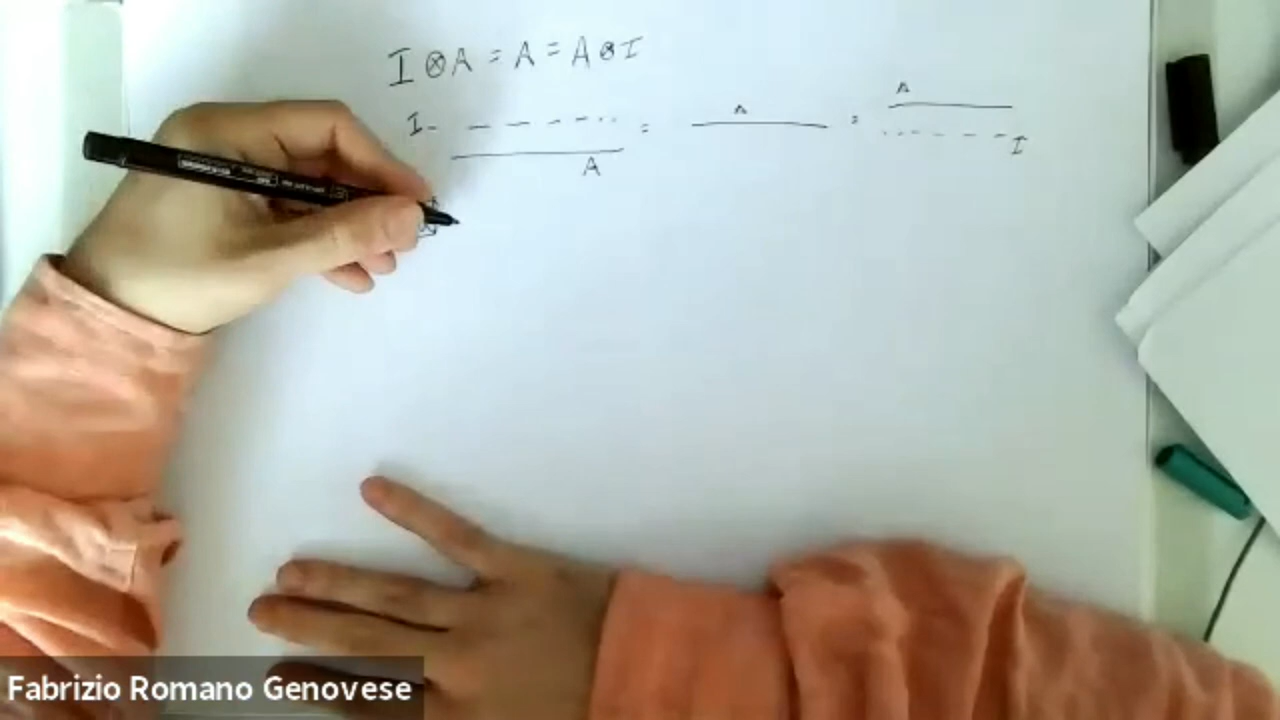 I ⊗ A = A = A ⊗ I
I = A = A
A I
Fabrizio Romano Genovese